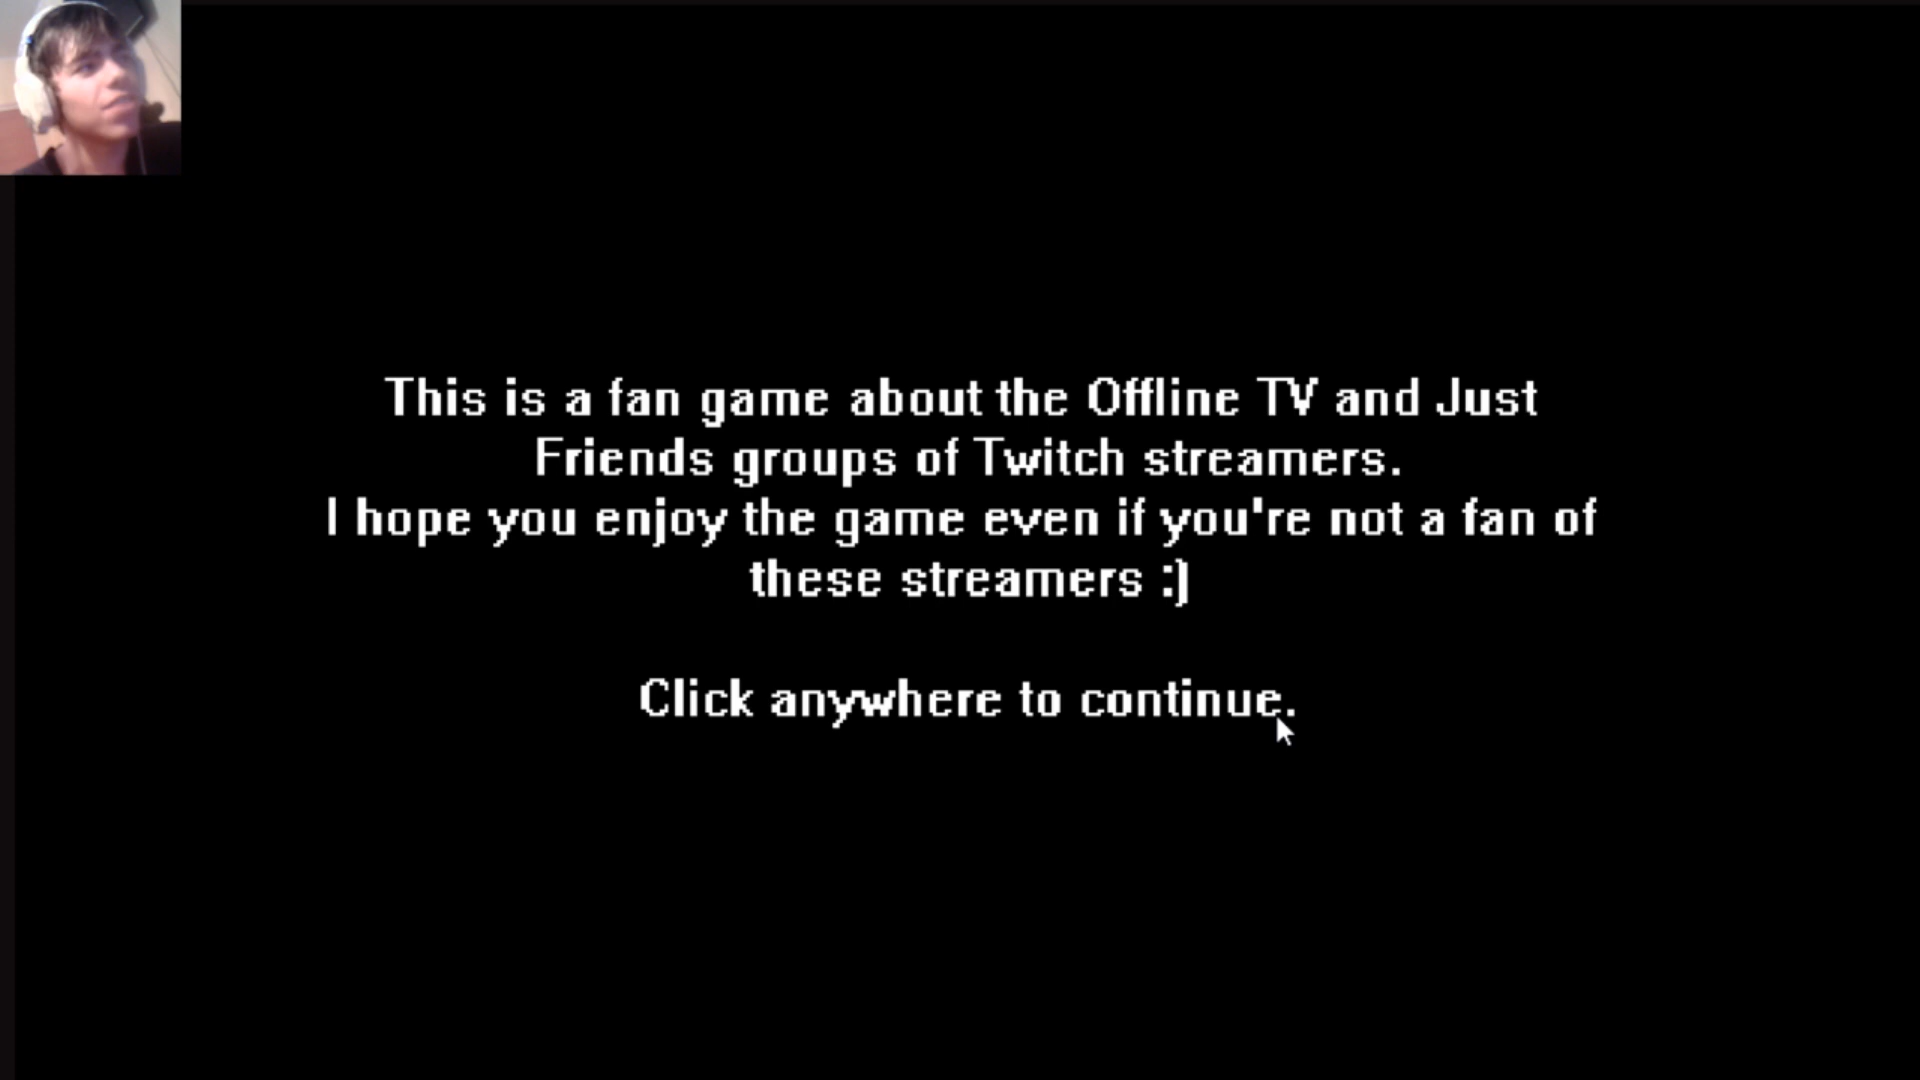 This is a fan game about the Offline TV and Just
Friends groups of Twitch streamers.
I hope you enjoy the game even if you're not a fan of
these streamers :)
Click anywhere to continue.